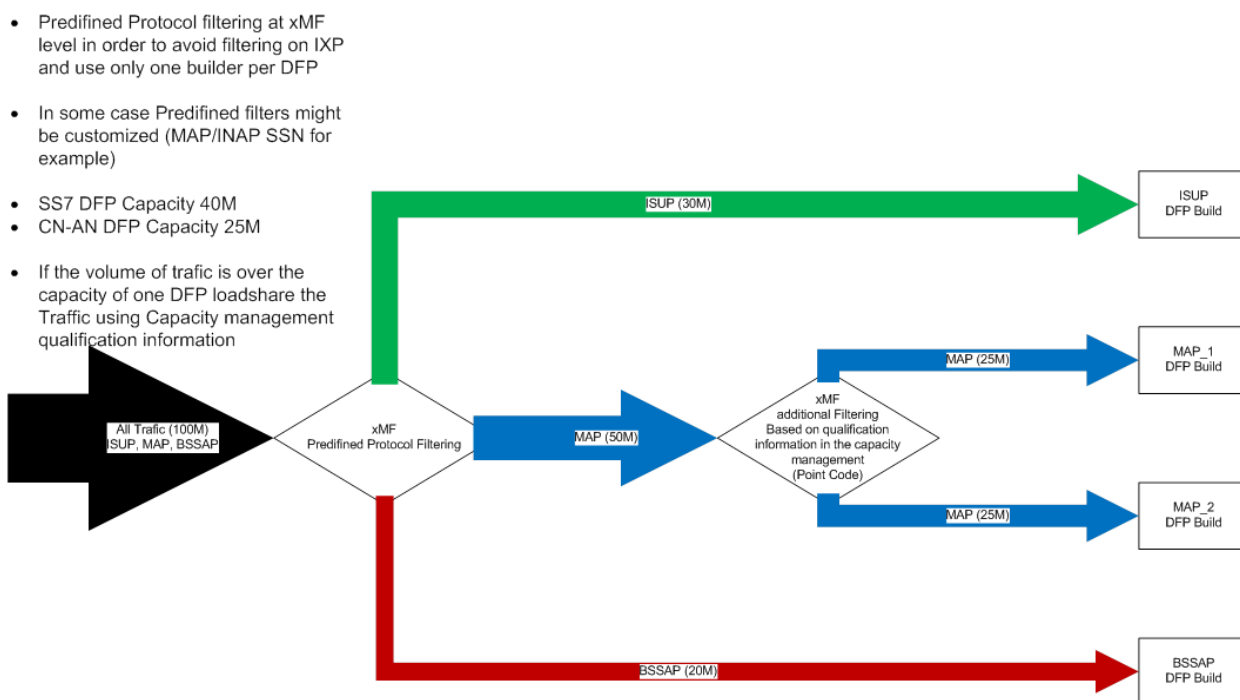 • Predifined Protocol filtering at xMF
level in order to avoid filtering on IXP
and use only one builder per DFP
• In some case Predifined filters might
be customized (MAP/INAP SSN for
example)
• SS7 DFP Capacity 40M
• CN-AN DFP Capacity 25M
• If the volume of trafic is over the
capacity of one DFP loadshare the
Traffic using Capacity management
qualification information
ISUP (30M)
ISUP
DFP Build
MAP (25M)
MAP_1
DFP Build
All Trafic (100M)
ISUP, MAP, BSSAP
xMF
Predifined Protocol Filtering
MAP (50M)
xMF
additional Filtering
Based on qualification
information in the capacity
management
(Point Code)
MAP (25M)
MAP_2
DFP Build
BSSAP (20M)
BSSAP
DFP Build